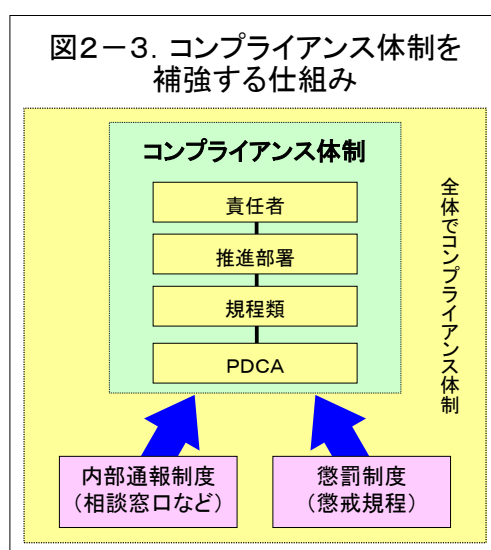 図2-3. コンプライアンス体制を
補強する仕組み
コンプライアンス体制
責任者
推進部署
規程類
PDCA
全体でコンプライアンス体制
内部通報制度
(相談窓口など)
懲罰制度
(懲戒規程)